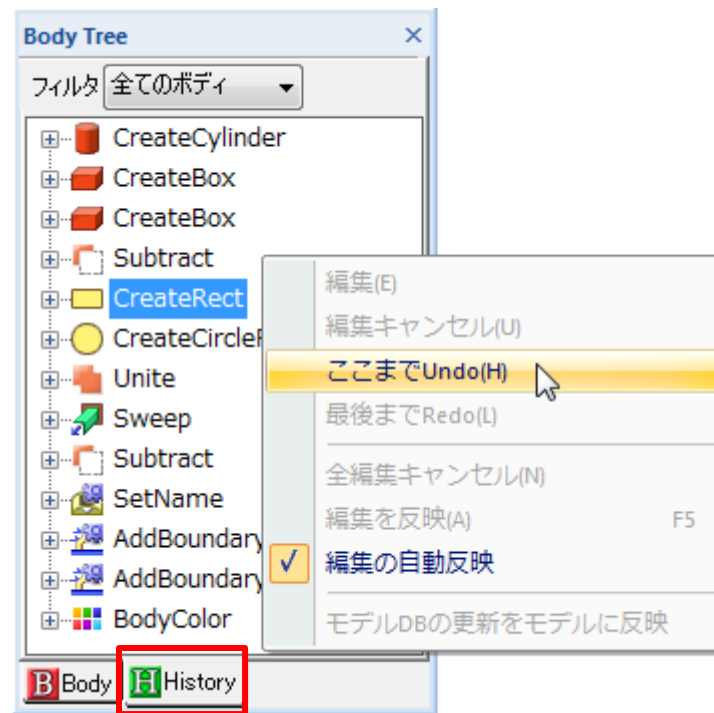 Body Tree
フィルタ 全てのボディ
CreateCylinder
CreateBox
CreateBox
Subtract
CreateRect
CreateCircleF
Unite
Sweep
Subtract
SetName
AddBoundary
AddBoundary
BodyColor
B Body H History
編集(E)
編集キャンセル(U)
ここまでUndo(H)
最後までRedo(L)
全編集キャンセル(N)
編集を反映(A) F5
編集の自動反映
モデルDBの更新をモデルに反映